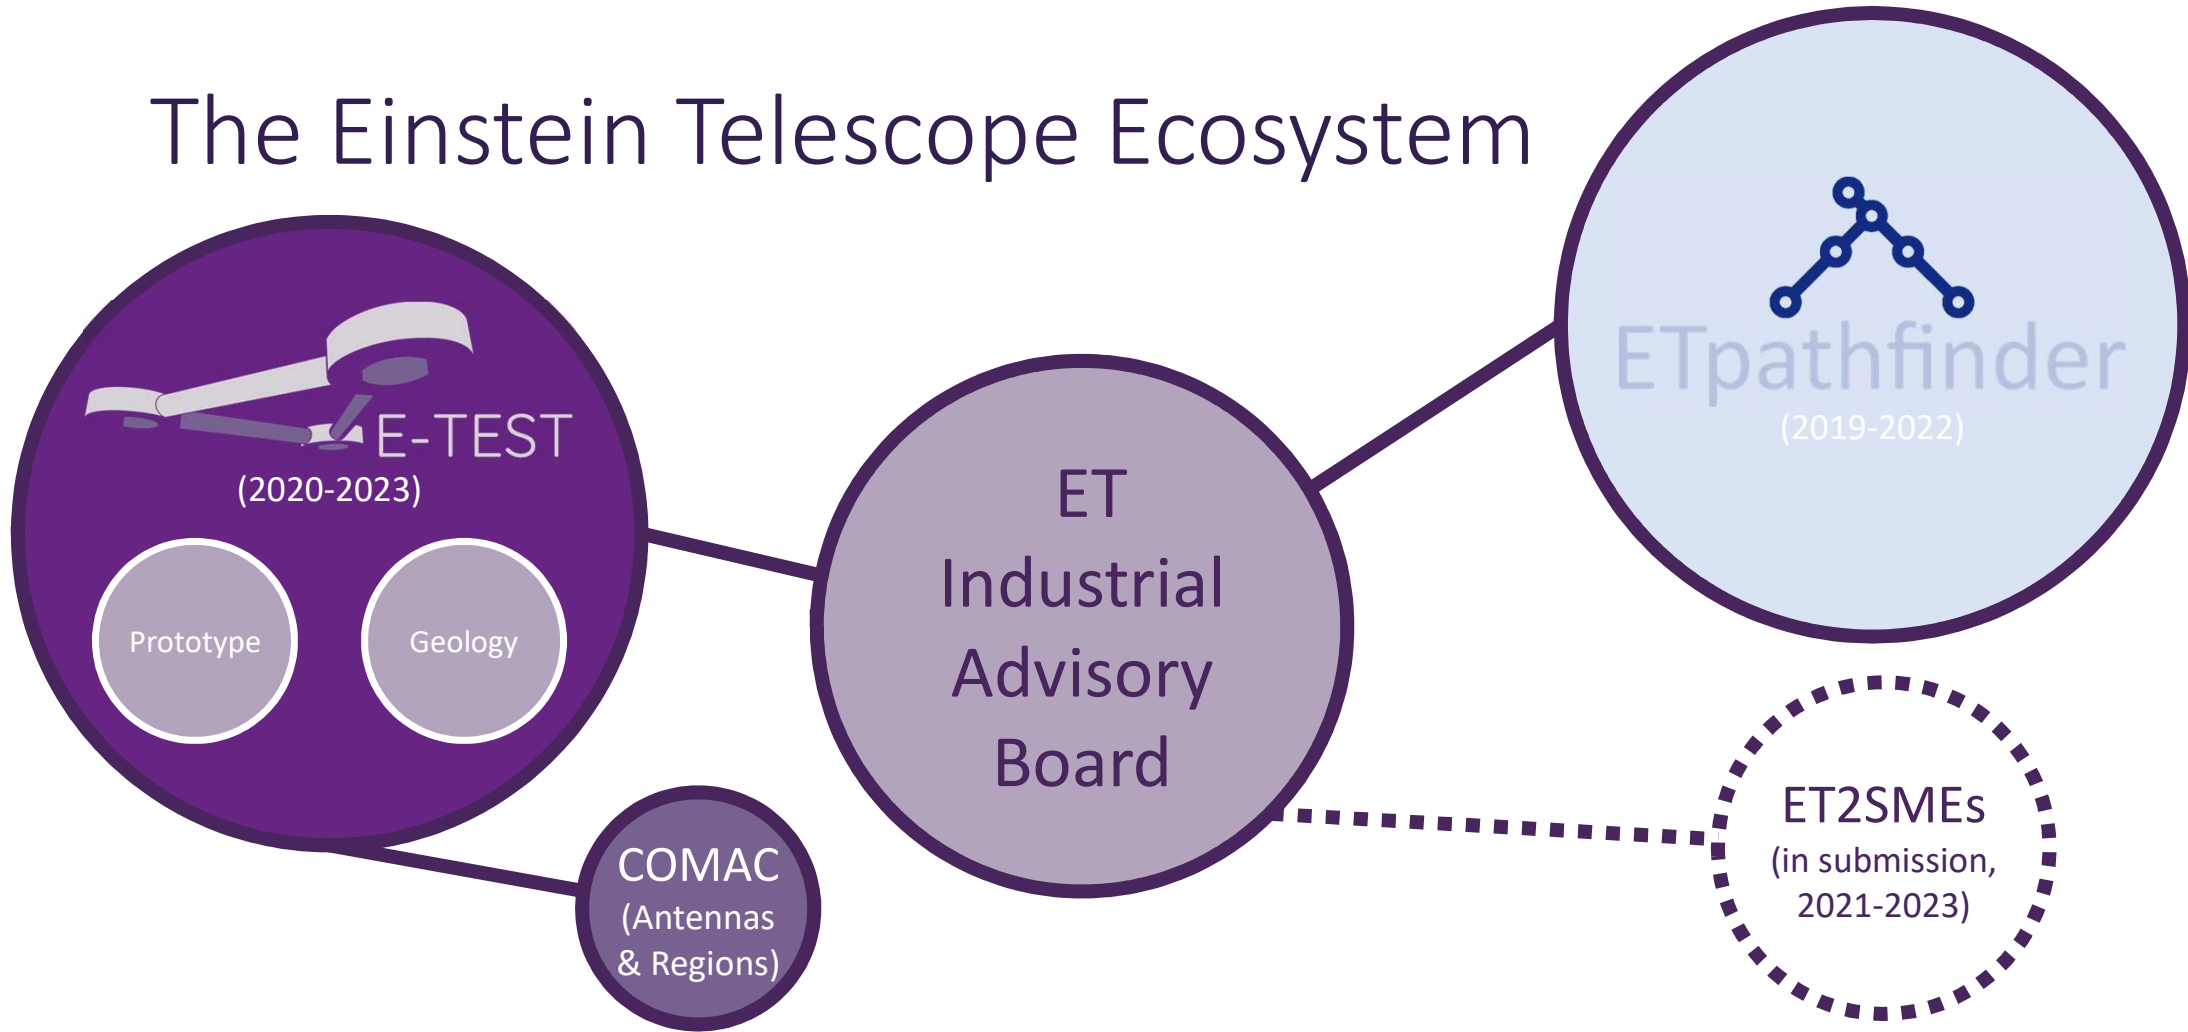 The Einstein Telescope Ecosystem
E-TEST
(2020-2023)
Prototype
Geology
COMAC
(Antennas
& Regions)
ET
Industrial
Advisory
Board
ETpathfinder
(2019-2022)
ET2SMEs
(in submission,
2021-2023)